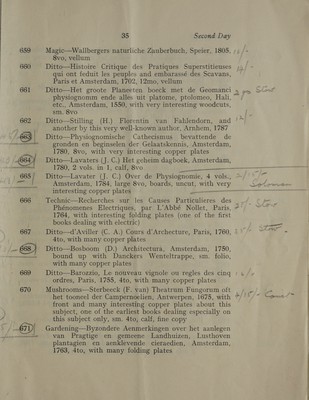 35 Second Day
659 Magic—Wallbergers naturliche Zauberbuch, Speier, 1805,
8vo, vellum
660 Ditto—Histoire Critique des Pratiques Superstitieuses
qui ont feduit les peuples and embarassé des Scavans,
Paris et Amsterdam, 1702, 12mo, vellum
661 Ditto—Het groote Planeeten boeck met de Geomanci
physiognomn ende alles uit platome, ptolomeo, Hali,
etc., Amsterdam, 1550, with very interesting woodcuts,
sm. 8vo
662 Ditto—Stilling (H.) Florentin van Faldendorn, and
another by this very well-known author, Arnhem, 1787
663 Ditto—Physiognomische Cathecismus bevattende de
gronden en beginselen der Gelaatskennis, Amsterdam,
1780, 8vo, with very interesting copper plates
664 Ditto—Lavaters (J. C.) Het geheim dagboek, Amsterdam,
1780, 2 vols. in 1, calf, 8vo
665 Ditto—Lavater (J. C.) Over de Physiognomie, 4 vols.,
Amsterdam, 1784, large 8vo, boards, uncut, with very
interesting copper plates
Solomon
666 Technic—Recherches sur les Causes Particulieres des
Phénomenes Electriques, par L'Abbé Nollet, Paris,
1764, with interesting folding plates (one of the first
books dealing with electric)
667 Ditto—d'Aviller (C. A.) Cours d'Archecture, Paris, 1760,
4to, with many copper plates
668 Ditto—Bosboom (D.) Architectura, Amsterdam, 1750,
bound up with Danckers Wenteltrappe, sm. folio,
with many copper plates
669 Ditto—Barozzio, Le nouveau vignole ou regles des cinq
ordres, Paris, 1755, 4to, with many copper plates
670 Mushrooms—Sterbeeck (F. van) Theatrum Fungorum oft
het tooneel der Campernoelien, Antwerpen, 1675, with
front and many interesting copper plates about this
subject, one of the earliest books dealing especially on
this subject only, sm. 4to, calf, fine copy
671 Gardening—Byzondere Aenmerkingen over het aanlegen
van Pragtige en gemeene Landhuizen, Lusthoven
plantagien en aenklevende cieraedien, Amsterdam,
1763, 4to, with many folding plates